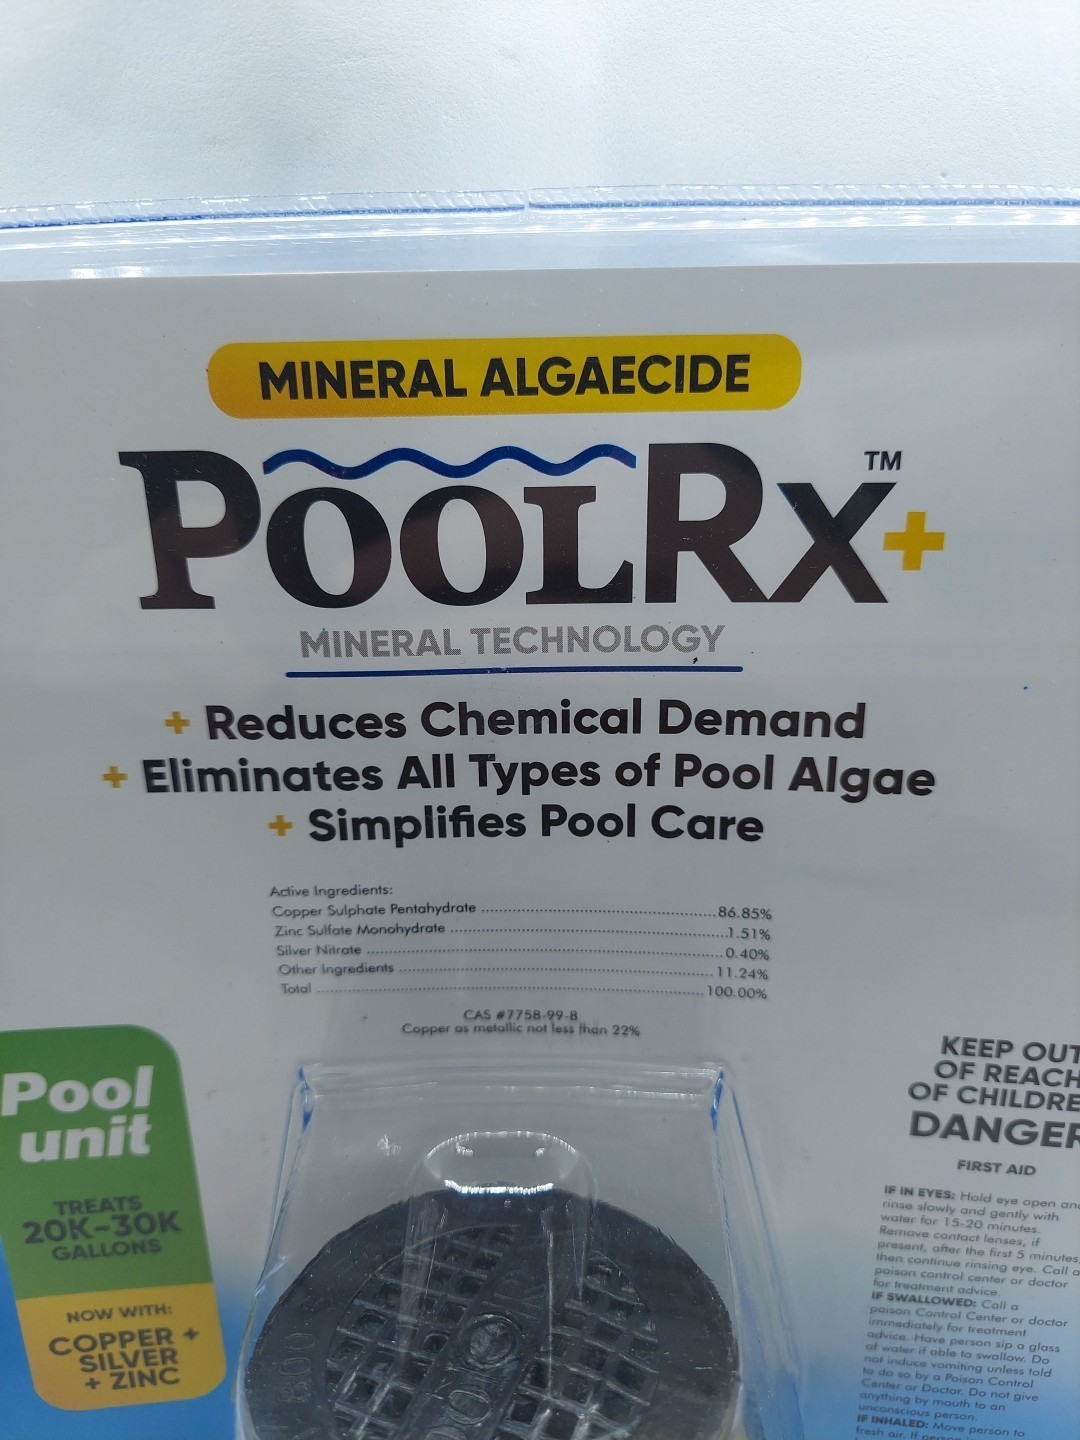 MINERAL ALGAECIDE
POOLRX™+
MINERAL TECHNOLOGY
+ Reduces Chemical Demand
+ Eliminates All Types of Pool Algae
+ Simplifies Pool Care
Active Ingredients:
Copper Sulphate Pentahydrate ........ 86.85%
Zinc Sulfate Monohydrate ........ 1.51%
Silver Nitrate ........ 0.40%
Other Ingredients ........ 11.24%
Total ........ 100.00%
CAS #7758-99-8
Copper as metallic not less than 22%
Pool
unit
TREATS
20K-30K
GALLONS
NOW WITH:
COPPER +
SILVER
+ ZINC
KEEP OUT
OF REACH
OF CHILDRE
DANGER
FIRST AID
IF IN EYES: Hold eye open and
rinse slowly and gently with
water for 15-20 minutes.
Remove contact lenses, if
present, after the first 5 minutes,
then continue rinsing eye. Call a
poison control center or doctor
for treatment advice.
IF SWALLOWED: Call a
poison Control Center or doctor
immediately for treatment
advice. Have person sip a glass
of water if able to swallow. Do
not induce vomiting unless told
to do so by a Poison Control
Center or Doctor. Do not give
anything by mouth to an
unconscious person.
IF INHALED: Move person to
fresh air. If